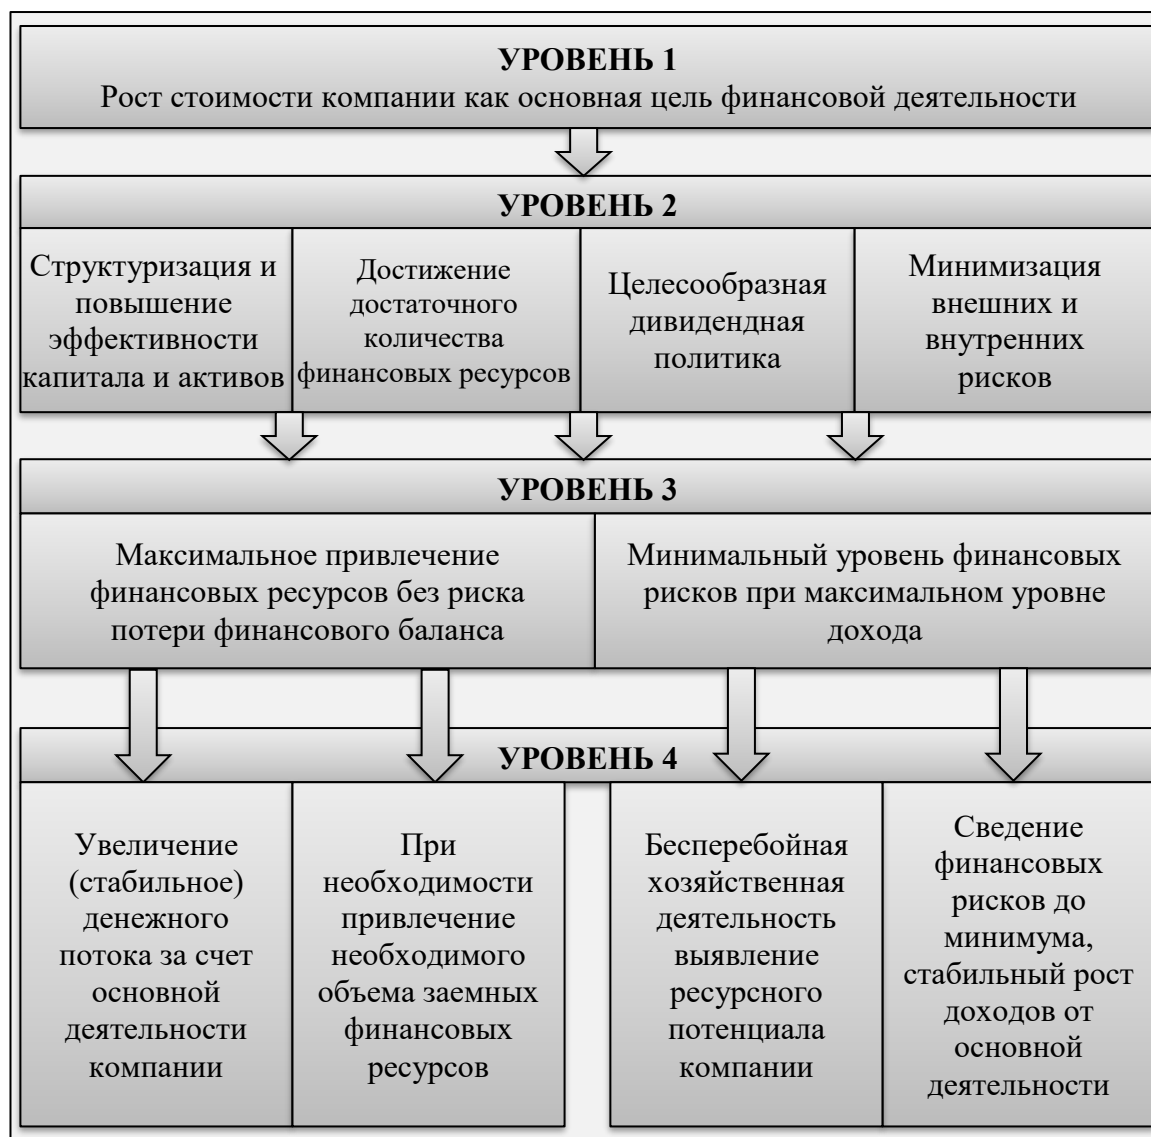 УРОВЕНЬ 1
Рост стоимости компании как основная цель финансовой деятельности
УРОВЕНЬ 2
Структуризация и
повышение
эффективности
капитала и активов
Достижение
достаточного
количества
финансовых ресурсов
Целесообразная
дивидендная
политика
Минимизация
внешних и
внутренних
рисков
УРОВЕНЬ 3
Максимальное привлечение
финансовых ресурсов без риска
потери финансового баланса
Минимальный уровень финансовых
рисков при максимальном уровне
дохода
УРОВЕНЬ 4
Увеличение
(стабильное)
денежного
потока за счет
основной
деятельности
компании
При
необходимости
привлечение
необходимого
объема заемных
финансовых
ресурсов
Бесперебойная
хозяйственная
деятельность
выявление
ресурсного
потенциала
компании
Сведение
финансовых
рисков до
минимума,
стабильный рост
доходов от
основной
деятельности